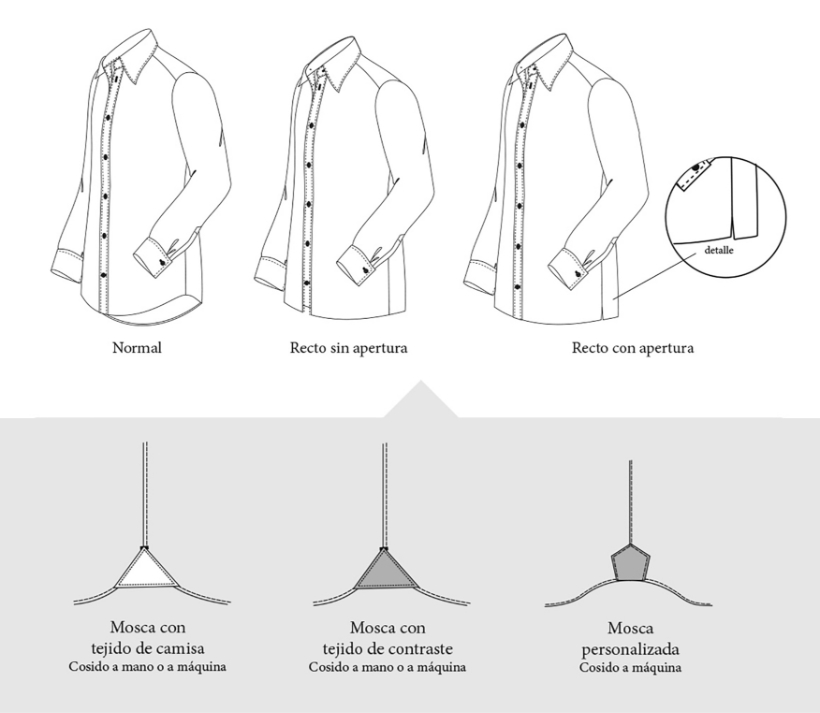 detalle
Normal
Recto sin apertura
Recto con apertura
Mosca con
tejido de camisa
Cosido a mano o a máquina
Mosca con
tejido de contraste
Cosido a mano o a máquina
Mosca
personalizada
Cosido a máquina